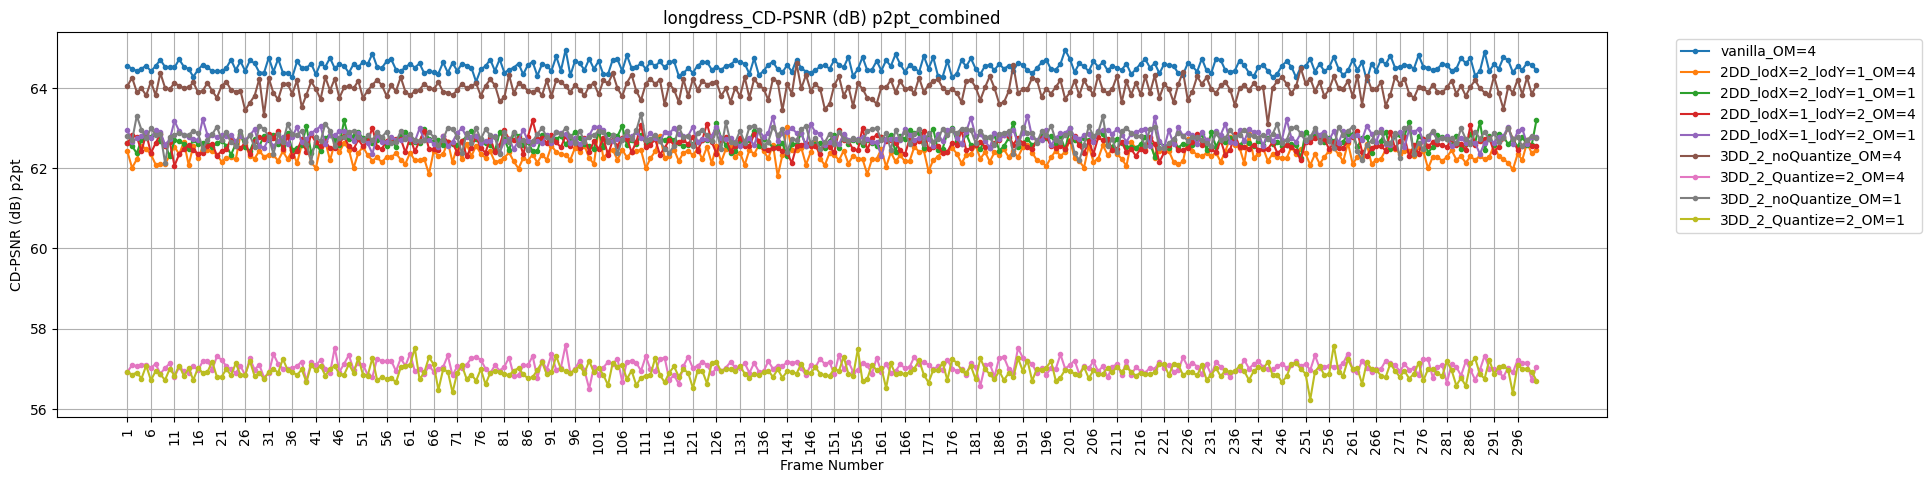 longdress_CD-PSNR (dB) p2pt_combined
CD-PSNR (dB) p2pt
64
62
60
58
56
1 6 11 16 21 26 31 36 41 46 51 56 61 66 71 76 81 86 91 96 101 106 111 116 121 126 131 136 141 146 151 156 161 166 171 176 181 186 191 196 201 206 211 216 221 226 231 236 241 246 251 256 261 266 271 276 281 286 291 296
Frame Number
vanilla_OM=4
2DD_lodX=2_lodY=1_OM=4
2DD_lodX=2_lodY=1_OM=1
2DD_lodX=1_lodY=2_OM=4
2DD_lodX=1_lodY=2_OM=1
3DD_2_noQuantize_OM=4
3DD_2_Quantize=2_OM=4
3DD_2_noQuantize_OM=1
3DD_2_Quantize=2_OM=1